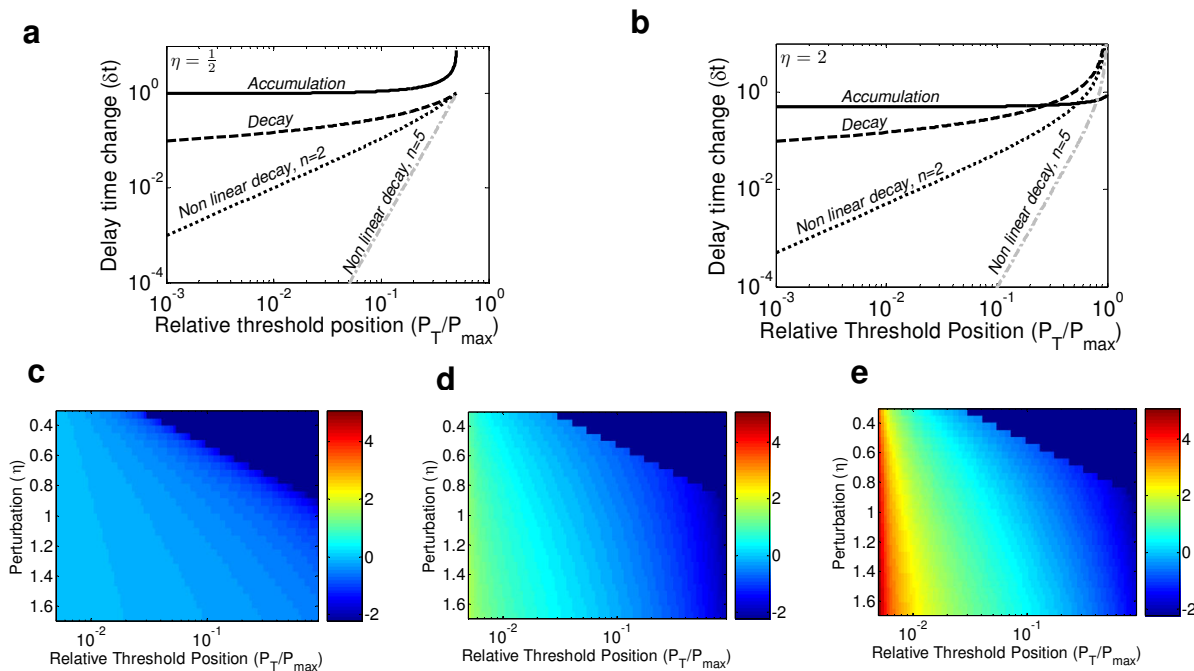 a
η = 1/2
Accumulation
Decay
Non linear decay, n=2
Non linear decay, n=5
Delay time change (δt)
10^0
10^-2
10^-4
10^-3
10^-2
10^-1
10^0
Relative threshold position (P_T/P_max)
b
η = 2
Accumulation
Decay
Non linear decay, n=2
Non linear decay, n=5
Delay time change (δt)
10^0
10^-2
10^-4
10^-3
10^-2
10^-1
10^0
Relative Threshold Position (P_T/P_max)
c
Perturbation (η)
0.4
0.6
0.8
1
1.2
1.4
1.6
10^-2
10^-1
Relative Threshold Position (P_T/P_max)
4
2
0
-2
d
Perturbation (η)
0.4
0.6
0.8
1
1.2
1.4
1.6
10^-2
10^-1
Relative Threshold Position (P_T/P_max)
4
2
0
-2
e
Perturbation (η)
0.4
0.6
0.8
1
1.2
1.4
1.6
10^-2
10^-1
Relative Threshold Position (P_T/P_max)
4
2
0
-2